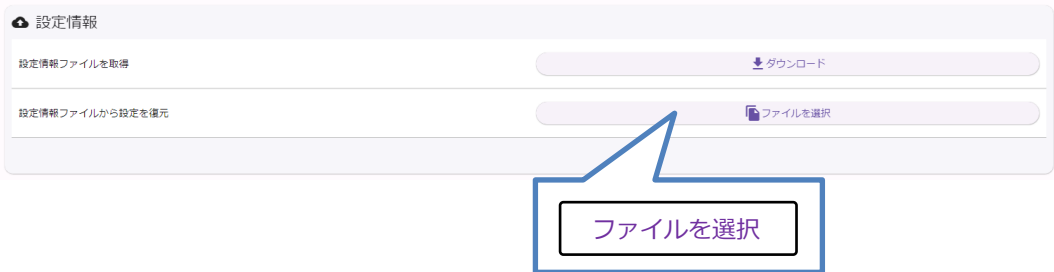 設定情報
設定情報ファイルを取得
ダウンロード
設定情報ファイルから設定を復元
ファイルを選択
ファイルを選択